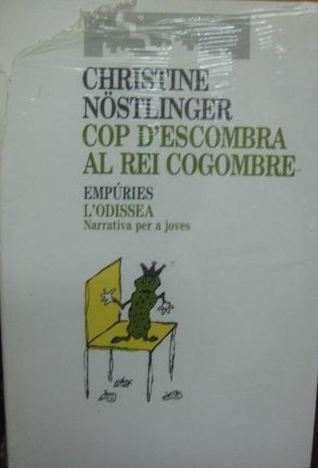 CHRISTINE
NÖSTLINGER
COP D'ESCOMBRA
AL REI COGOMBRE
EMPÚRIES
L'ODISSEA
Narrativa per a joves